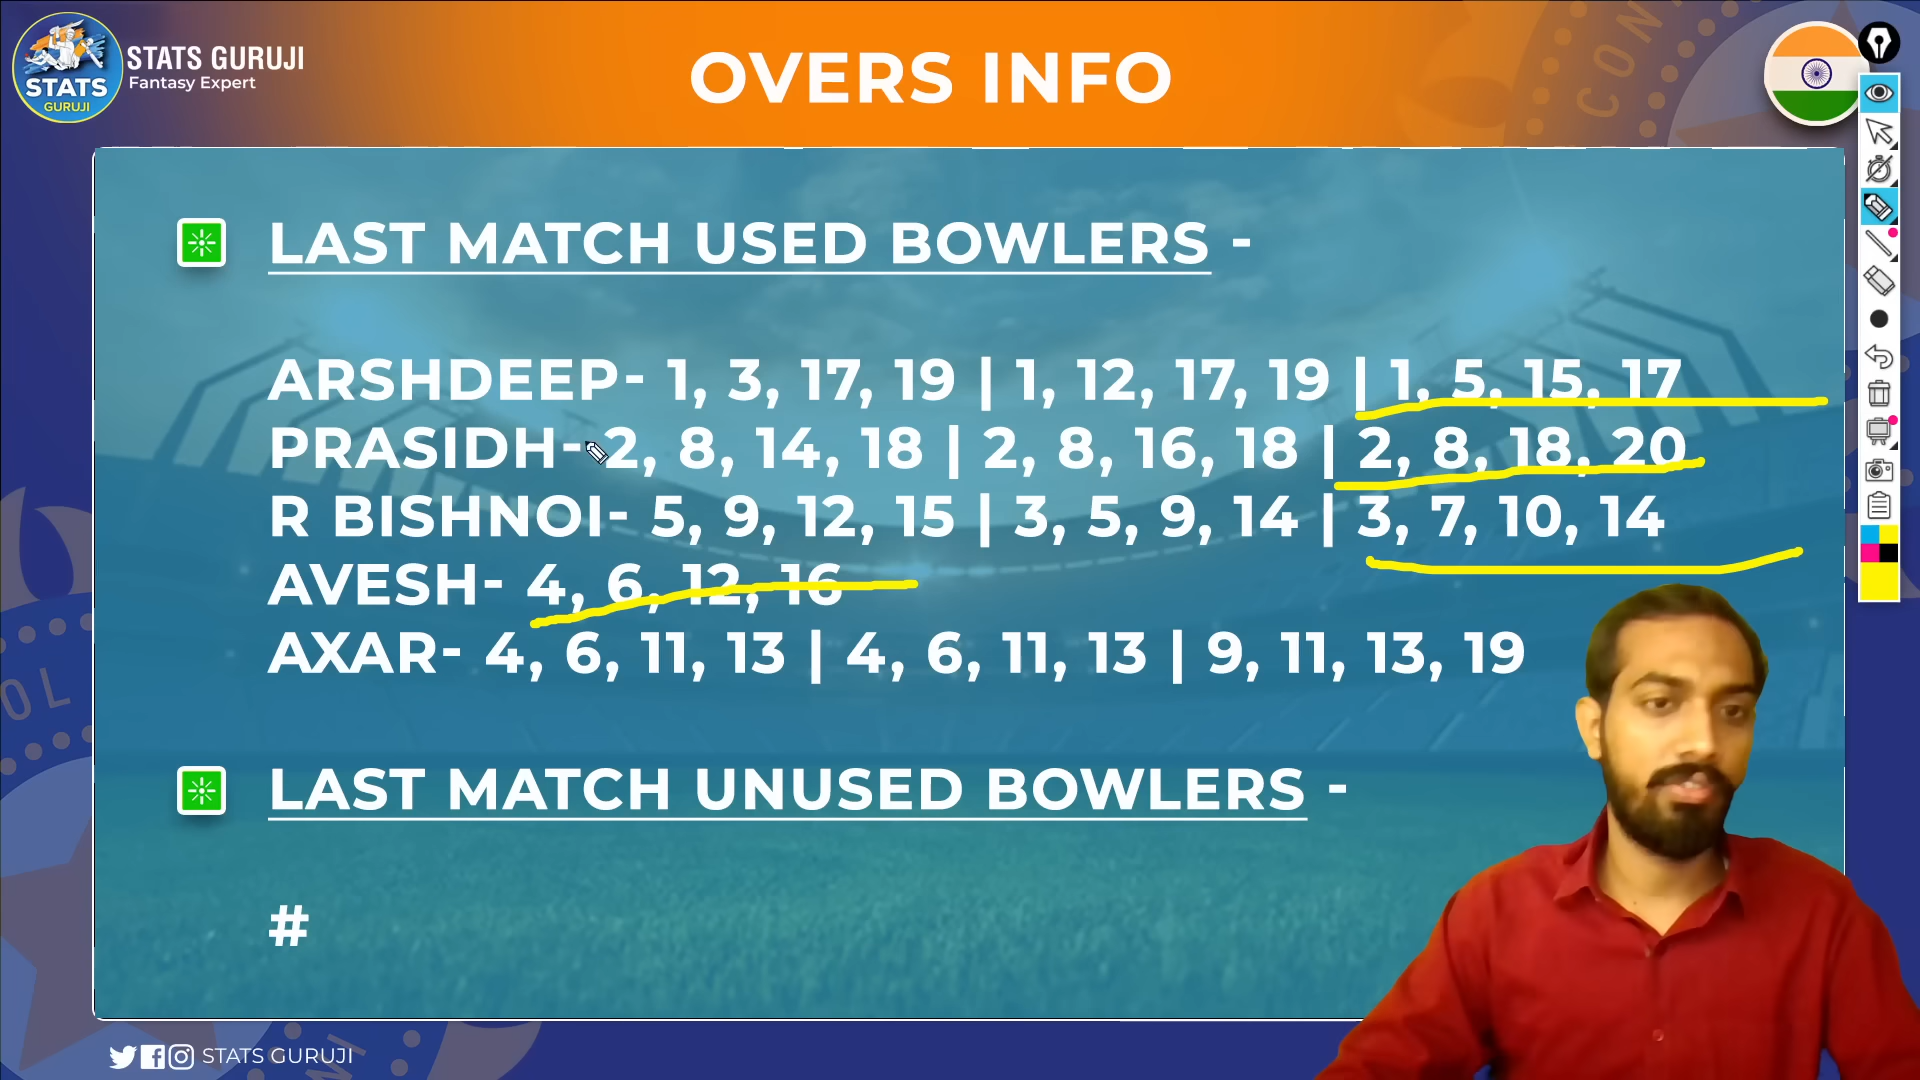 STATS GURUJI
Fantasy Expert
STATS
GURUJI
OVERS INFO
CON
LAST MATCH USED BOWLERS -
ARSHDEEP- 1, 3, 17, 19 | 1, 12, 17, 19 | 1, 5, 15, 17
PRASIDH- 2, 8, 14, 18 | 2, 8, 16, 18 | 2, 8, 18, 20
R BISHNOI- 5, 9, 12, 15 | 3, 5, 9, 14 | 3, 7, 10, 14
AVESH- 4, 6, 12, 16
AXAR- 4, 6, 11, 13 | 4, 6, 11, 13 | 9, 11, 13, 19
OL
LAST MATCH UNUSED BOWLERS -
#
STATS GURUJI